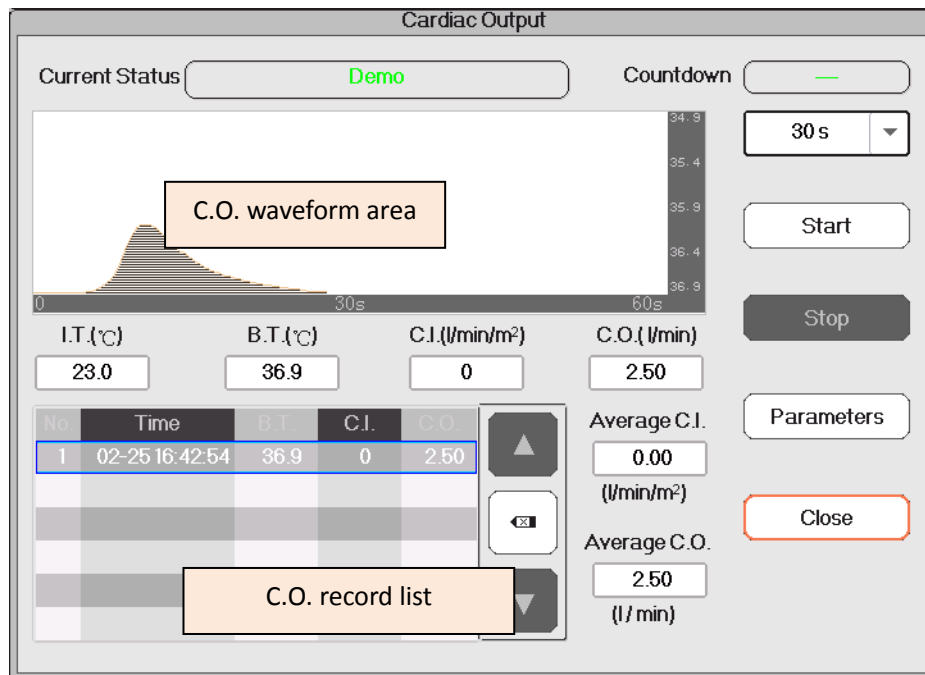 Cardiac Output
Current Status Demo Countdown —
30 s
34.9
35.4
35.9
36.4
36.9
C.O. waveform area
0 30s 60s
Start
Stop
Parameters
Close
I.T.(℃) B.T.(℃) C.I.(l/min/m²) C.O.( l/min)
23.0 36.9 0 2.50
No Time B.T. C.I. C.O.
1 02-25 16:42:54 36.9 0 2.50
C.O. record list
Average C.I.
0.00
(l/min/m²)
Average C.O.
2.50
(l / min)